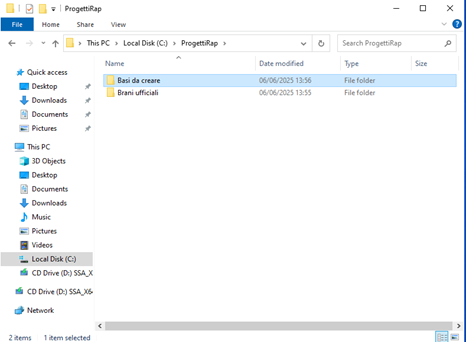 ProgettiRap
File Home Share View
This PC Local Disk (C:) ProgettiRap Search ProgettiRap
Name Date modified Type Size
Quick access
Basi da creare 06/06/2025 13:56 File folder
Desktop
Brani ufficiali 06/06/2025 13:55 File folder
Downloads
Documents
Pictures
This PC
3D Objects
Desktop
Documents
Downloads
Music
Pictures
Videos
Local Disk (C:)
CD Drive (D:) SSA_X
CD Drive (D:) SSA_X64
Network
2 items 1 item selected